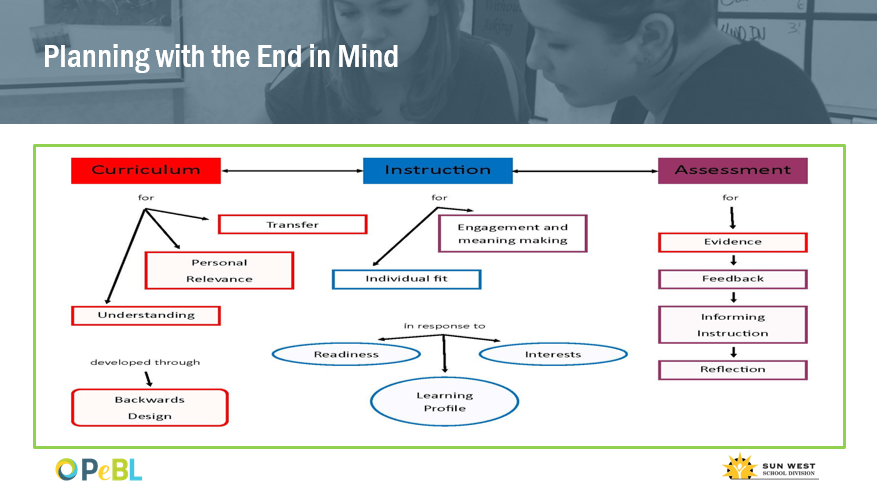 Planning with the End in Mind
Curriculum
Instruction
Assessment
for
for
for
Transfer
Engagement and
meaning making
Evidence
Personal
Relevance
Individual fit
Feedback
Understanding
Informing
Instruction
in response to
Readiness
Interests
developed through
Reflection
Learning
Profile
Backwards
Design
OPeBL
SUN WEST
SCHOOL DIVISION